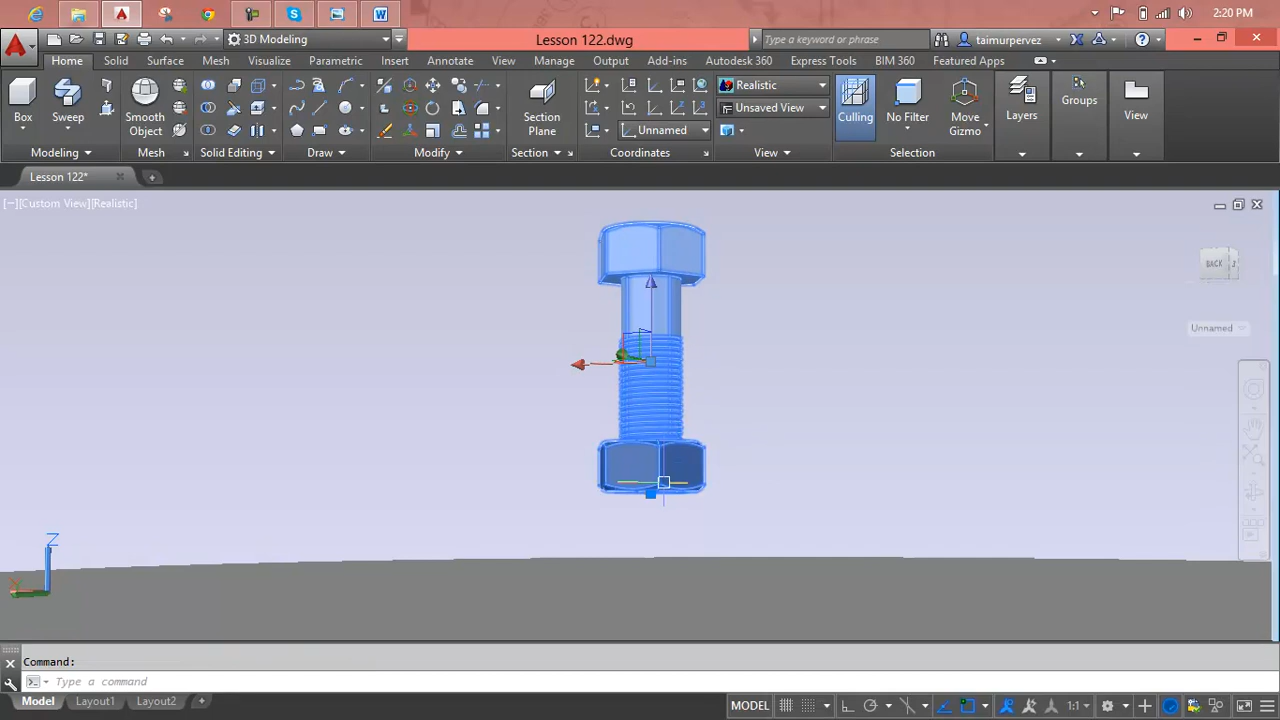 2:20 PM
3D Modeling
Lesson 122.dwg
Type a keyword or phrase
taimurpervez
Home
Solid
Surface
Mesh
Visualize
Parametric
Insert
Annotate
View
Manage
Output
Add-ins
Autodesk 360
Express Tools
BIM 360
Featured Apps
Box
Sweep
Smooth Object
Section Plane
Realistic
Unsaved View
Unnamed
Culling
No Filter
Move Gizmo
Layers
Groups
View
Modeling
Mesh
Solid Editing
Draw
Modify
Section
Coordinates
View
Selection
Lesson 122*
[−][Custom View][Realistic]
BACK
Unnamed
Z
X
Command:
Type a command
Model
Layout1
Layout2
MODEL
1:1